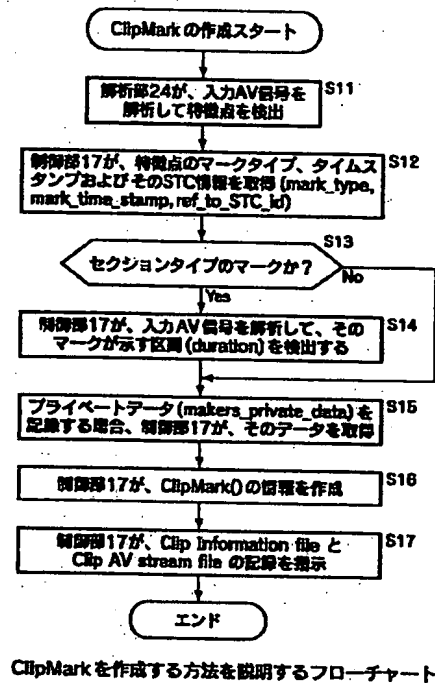 ClipMark の作成スタート
S11
解析部24が、入力AV信号を
解析して特徴点を検出
S12
制御部17が、特徴点のマークタイプ、タイムス
タンプおよびそのSTC情報を取得 (mark_type,
mark_time_stamp, ref_to_STC_id)
S13
セクションタイプのマークか?
No
Yes
S14
制御部17が、入力AV信号を解析して、その
マークが示す区間 (duration) を検出する
S15
プライベートデータ (makers_private_data) を
記録する場合、制御部17が、そのデータを取得
S16
制御部17が、ClipMark()の情報を作成
S17
制御部17が、Clip Information file と
Clip AV stream file の記録を指示
エンド
ClipMarkを作成する方法を説明するフローチャート